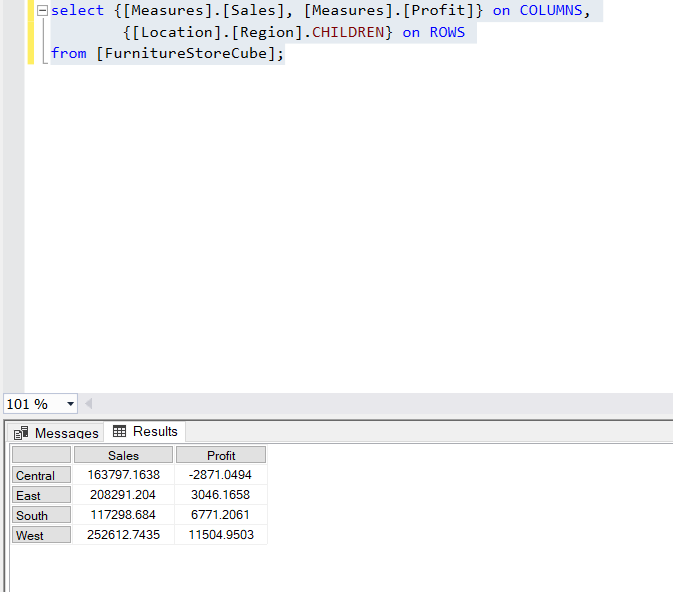 select {[Measures].[Sales], [Measures].[Profit]} on COLUMNS,
{[Location].[Region].CHILDREN} on ROWS
from [FurnitureStoreCube];
101 %
Messages Results
Sales Profit
Central 163797.1638 -2871.0494
East 208291.204 3046.1658
South 117298.684 6771.2061
West 252612.7435 11504.9503